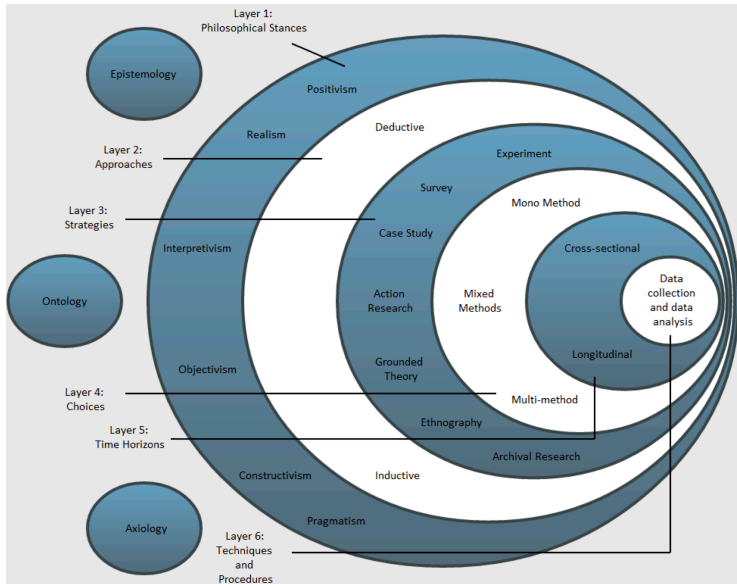 Layer 1:
Philosophical Stances
Epistemology
Positivism
Realism
Deductive
Layer 2:
Approaches
Experiment
Survey
Mono Method
Layer 3:
Strategies
Case Study
Interpretivism
Cross-sectional
Ontology
Action
Research
Mixed
Methods
Data
collection
and data
analysis
Longitudinal
Objectivism
Grounded
Theory
Layer 4:
Choices
Multi-method
Ethnography
Layer 5:
Time Horizons
Archival Research
Constructivism
Inductive
Axiology
Pragmatism
Layer 6:
Techniques
and
Procedures